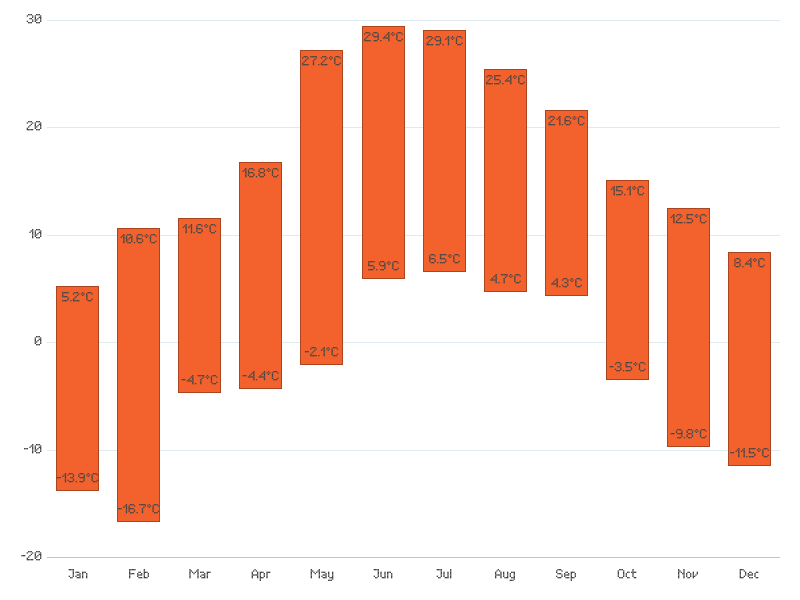 30
20
10
0
-10
-20
5.2°C
10.6°C
11.6°C
16.8°C
27.2°C
29.4°C
29.1°C
25.4°C
21.6°C
15.1°C
12.5°C
8.4°C
-13.9°C
-16.7°C
-4.7°C
-4.4°C
-2.1°C
5.9°C
6.5°C
4.7°C
4.3°C
-3.5°C
-9.8°C
-11.5°C
Jan Feb Mar Apr May Jun Jul Aug Sep Oct Nov Dec